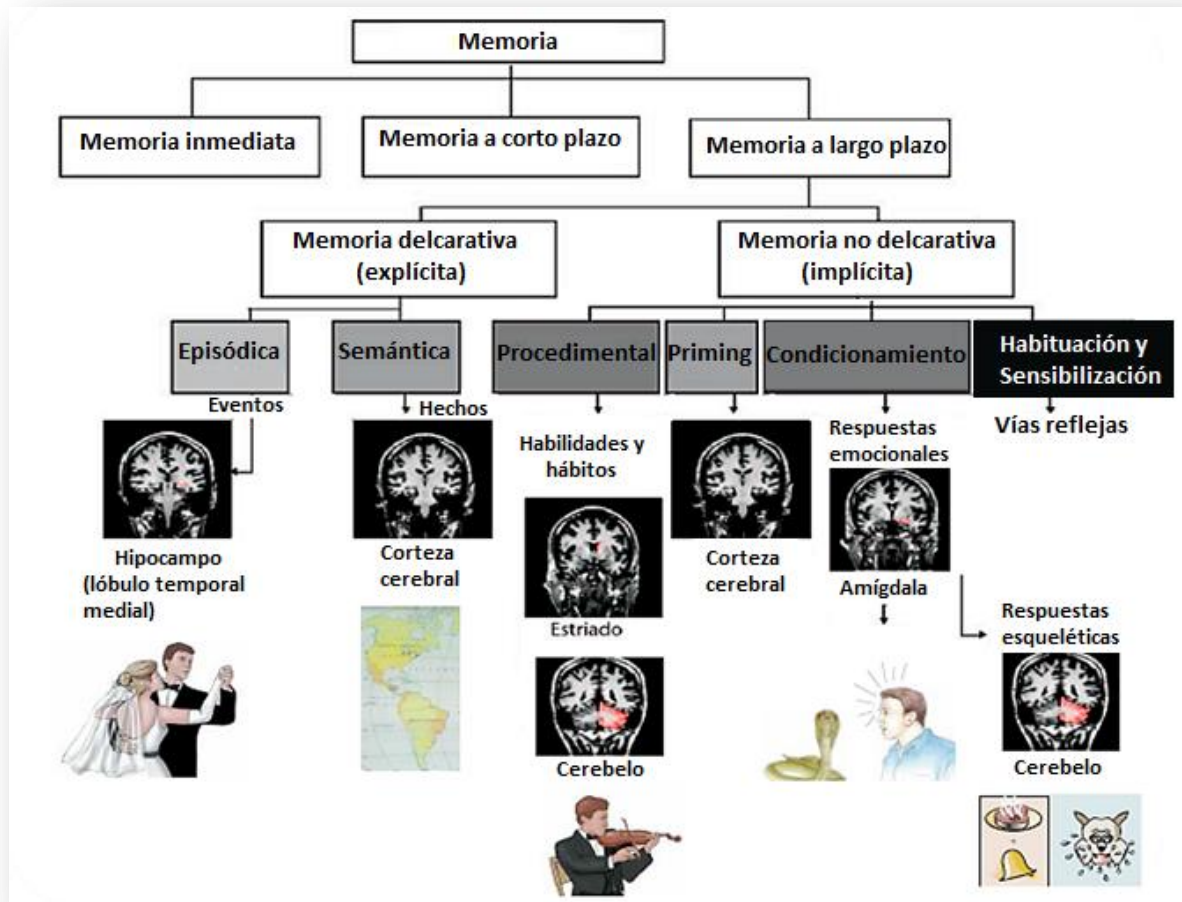 Memoria
Memoria inmediata
Memoria a corto plazo
Memoria a largo plazo
Memoria delcarativa
(explícita)
Memoria no delcarativa
(implícita)
Episódica
Semántica
Procedimental
Priming
Condicionamiento
Habituación y
Sensibilización
Eventos
Hechos
Habilidades y
hábitos
Respuestas
emocionales
Vías reflejas
Hipocampo
(lóbulo temporal
medial)
Corteza
cerebral
Estriado
Cerebelo
Corteza
cerebral
Amígdala
Respuestas
esqueléticas
Cerebelo